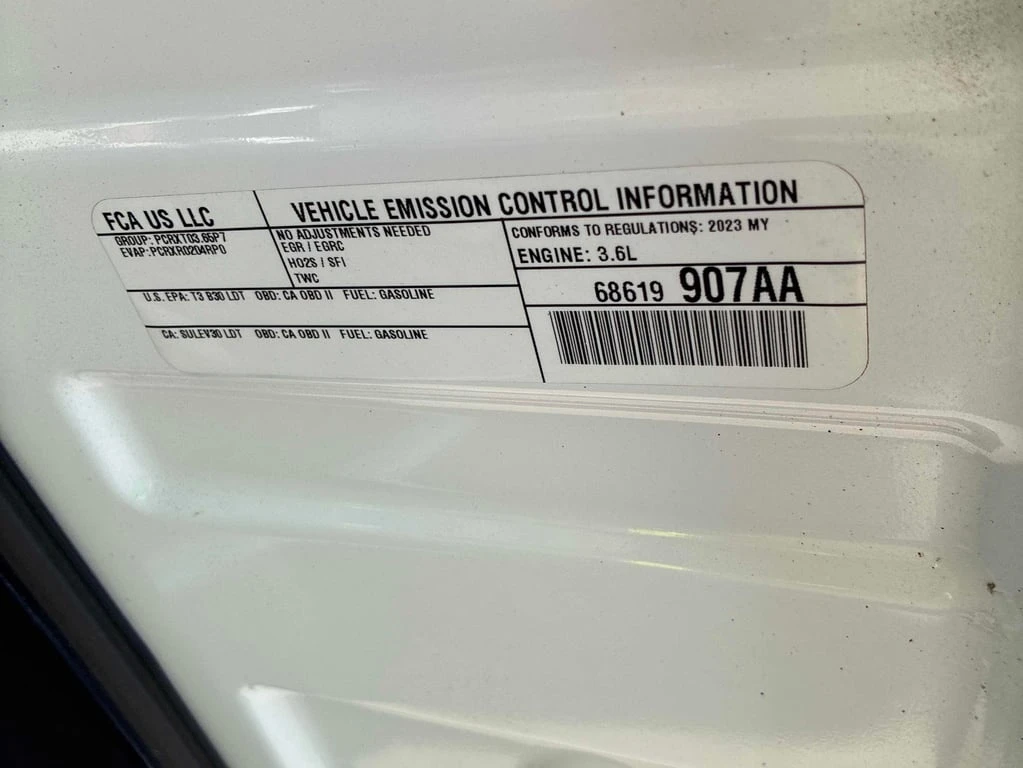 FCA US LLC
VEHICLE EMISSION CONTROL INFORMATION
GROUP: PCRXT03.65P7
EVAP: PCRXR0204RP0
NO ADJUSTMENTS NEEDED
EGR / EGRC
HO2S / SFI
TWC
CONFORMS TO REGULATIONS: 2023 MY
ENGINE: 3.6L
U.S. EPA: T3 B30 LDT OBD: CA OBD II FUEL: GASOLINE
68619 907AA
CA: SULEV30 LDT OBD: CA OBD II FUEL: GASOLINE